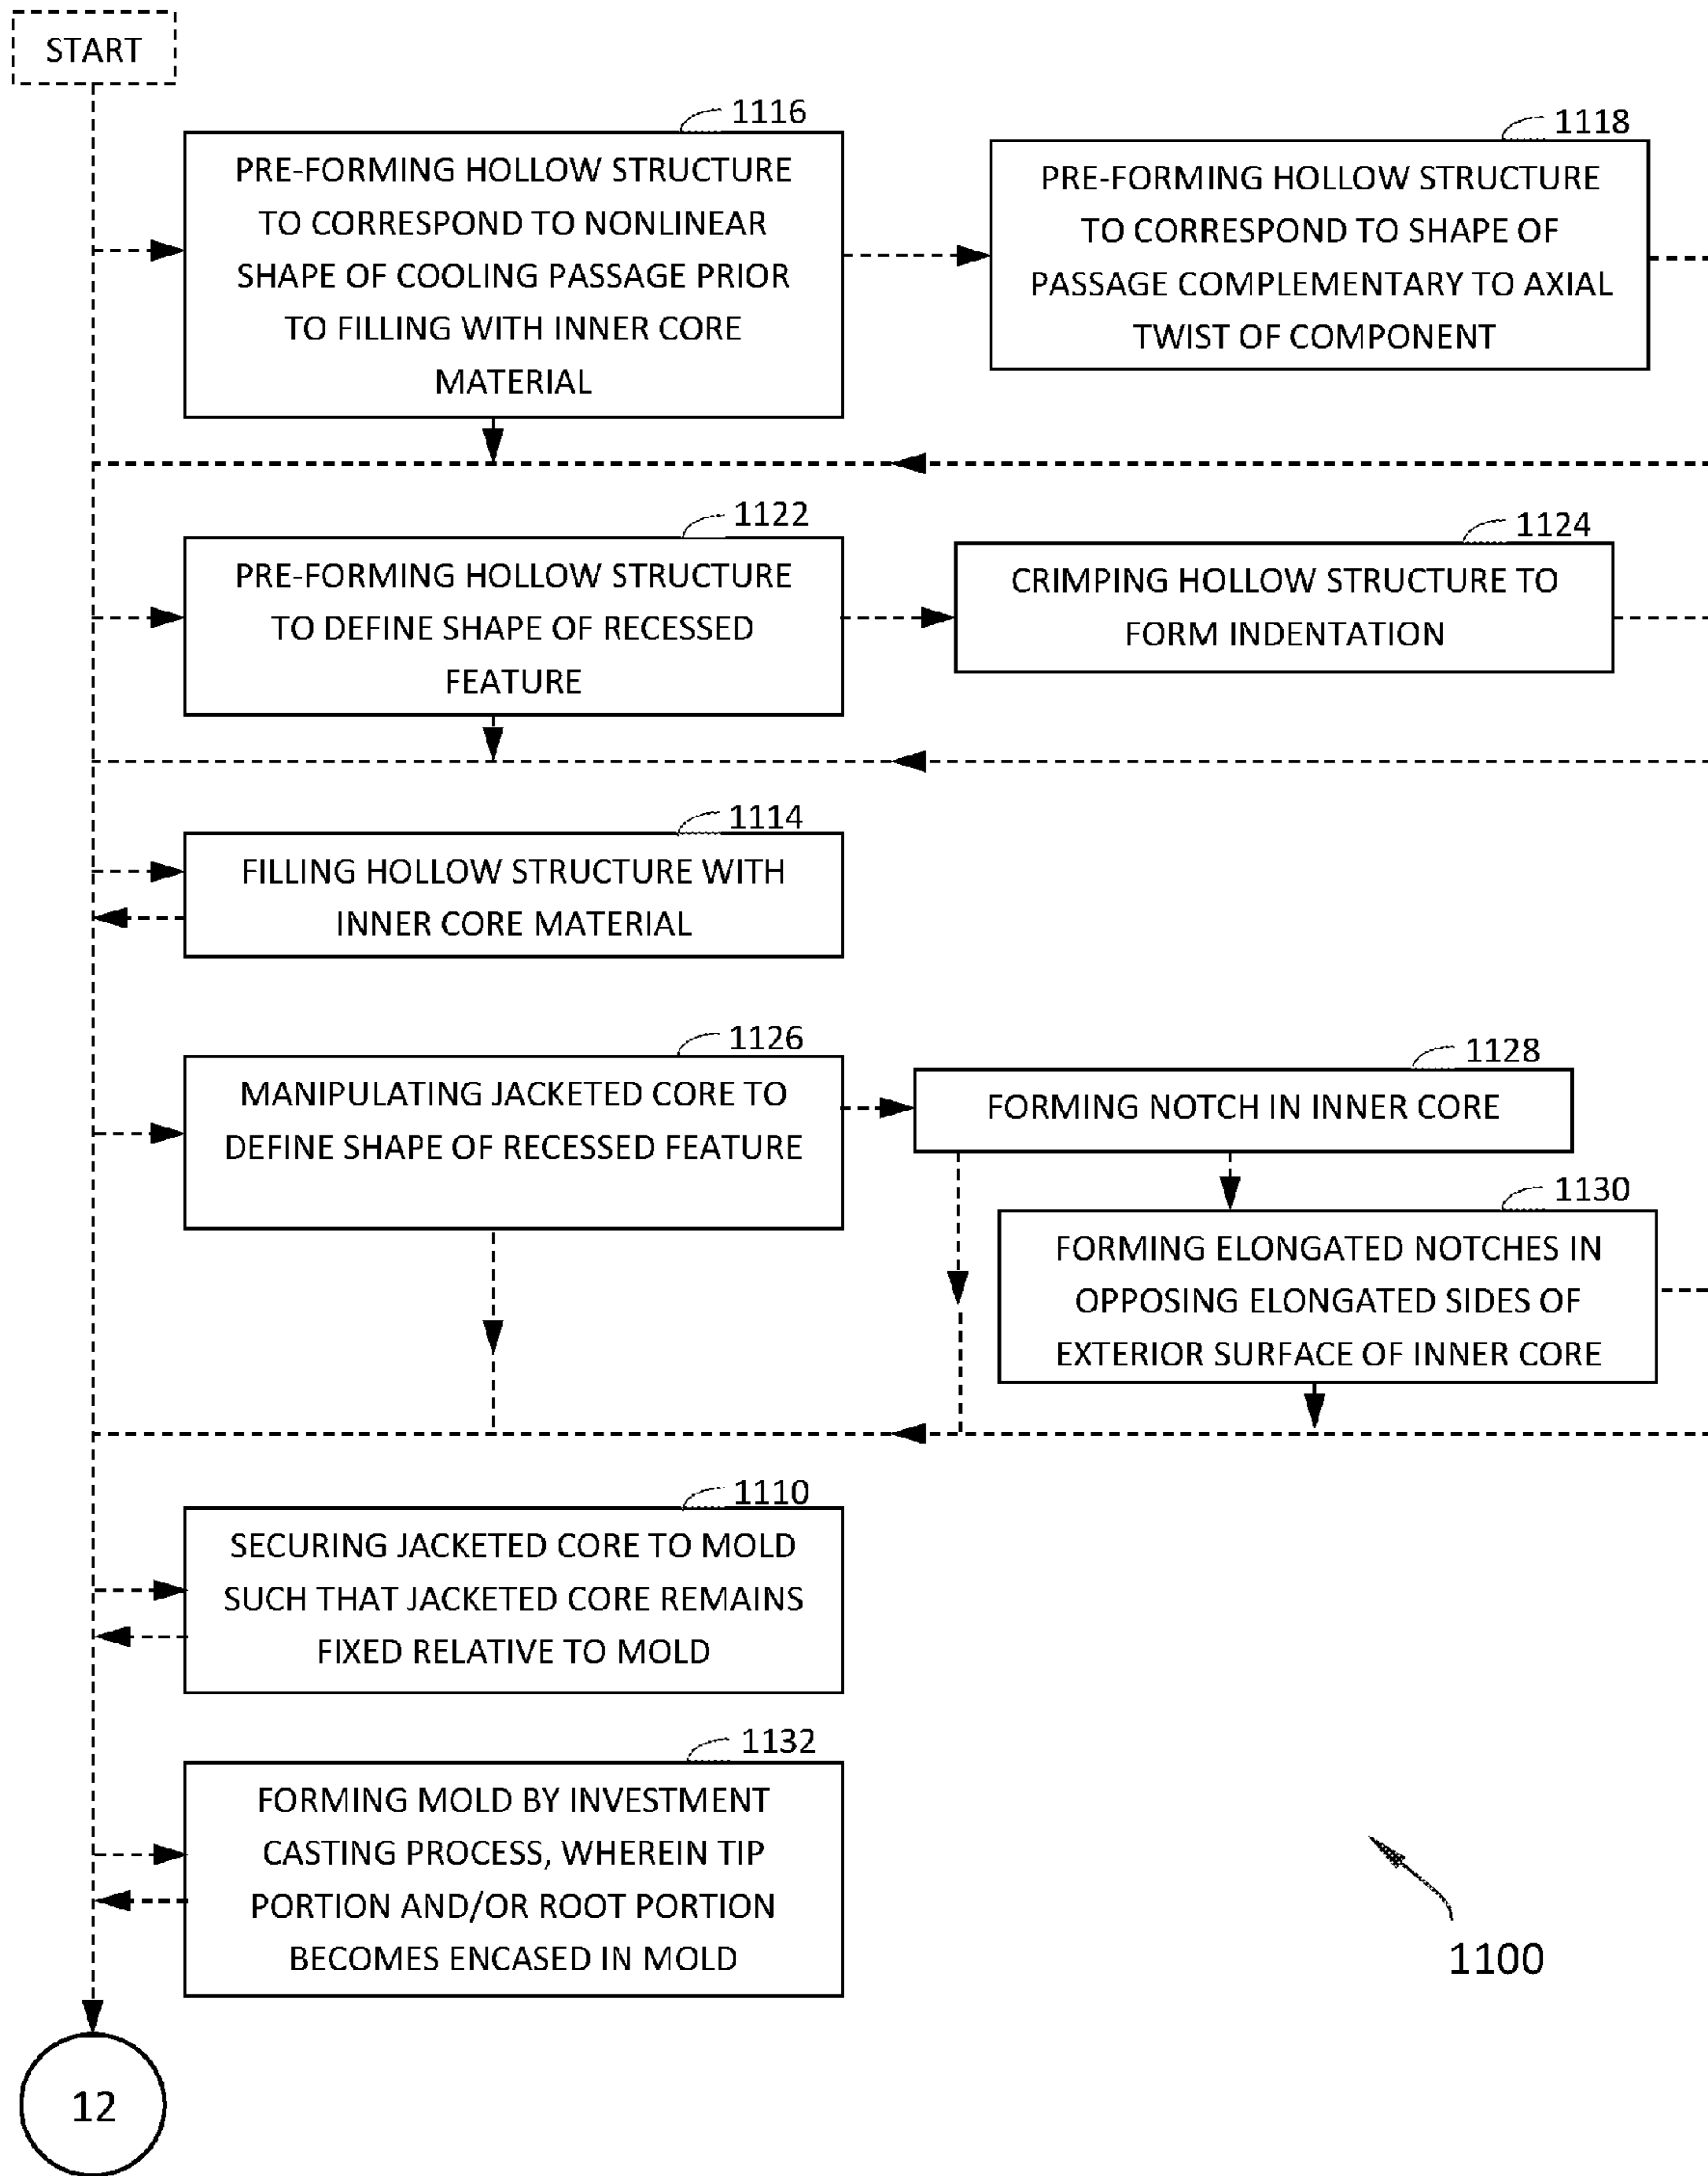 START
1116
PRE-FORMING HOLLOW STRUCTURE
TO CORRESPOND TO NONLINEAR
SHAPE OF COOLING PASSAGE PRIOR
TO FILLING WITH INNER CORE
MATERIAL
1118
PRE-FORMING HOLLOW STRUCTURE
TO CORRESPOND TO SHAPE OF
PASSAGE COMPLEMENTARY TO AXIAL
TWIST OF COMPONENT
1122
PRE-FORMING HOLLOW STRUCTURE
TO DEFINE SHAPE OF RECESSED
FEATURE
1124
CRIMPING HOLLOW STRUCTURE TO
FORM INDENTATION
1114
FILLING HOLLOW STRUCTURE WITH
INNER CORE MATERIAL
1126
MANIPULATING JACKETED CORE TO
DEFINE SHAPE OF RECESSED FEATURE
1128
FORMING NOTCH IN INNER CORE
1130
FORMING ELONGATED NOTCHES IN
OPPOSING ELONGATED SIDES OF
EXTERIOR SURFACE OF INNER CORE
1110
SECURING JACKETED CORE TO MOLD
SUCH THAT JACKETED CORE REMAINS
FIXED RELATIVE TO MOLD
1132
FORMING MOLD BY INVESTMENT
CASTING PROCESS, WHEREIN TIP
PORTION AND/OR ROOT PORTION
BECOMES ENCASED IN MOLD
1100
12